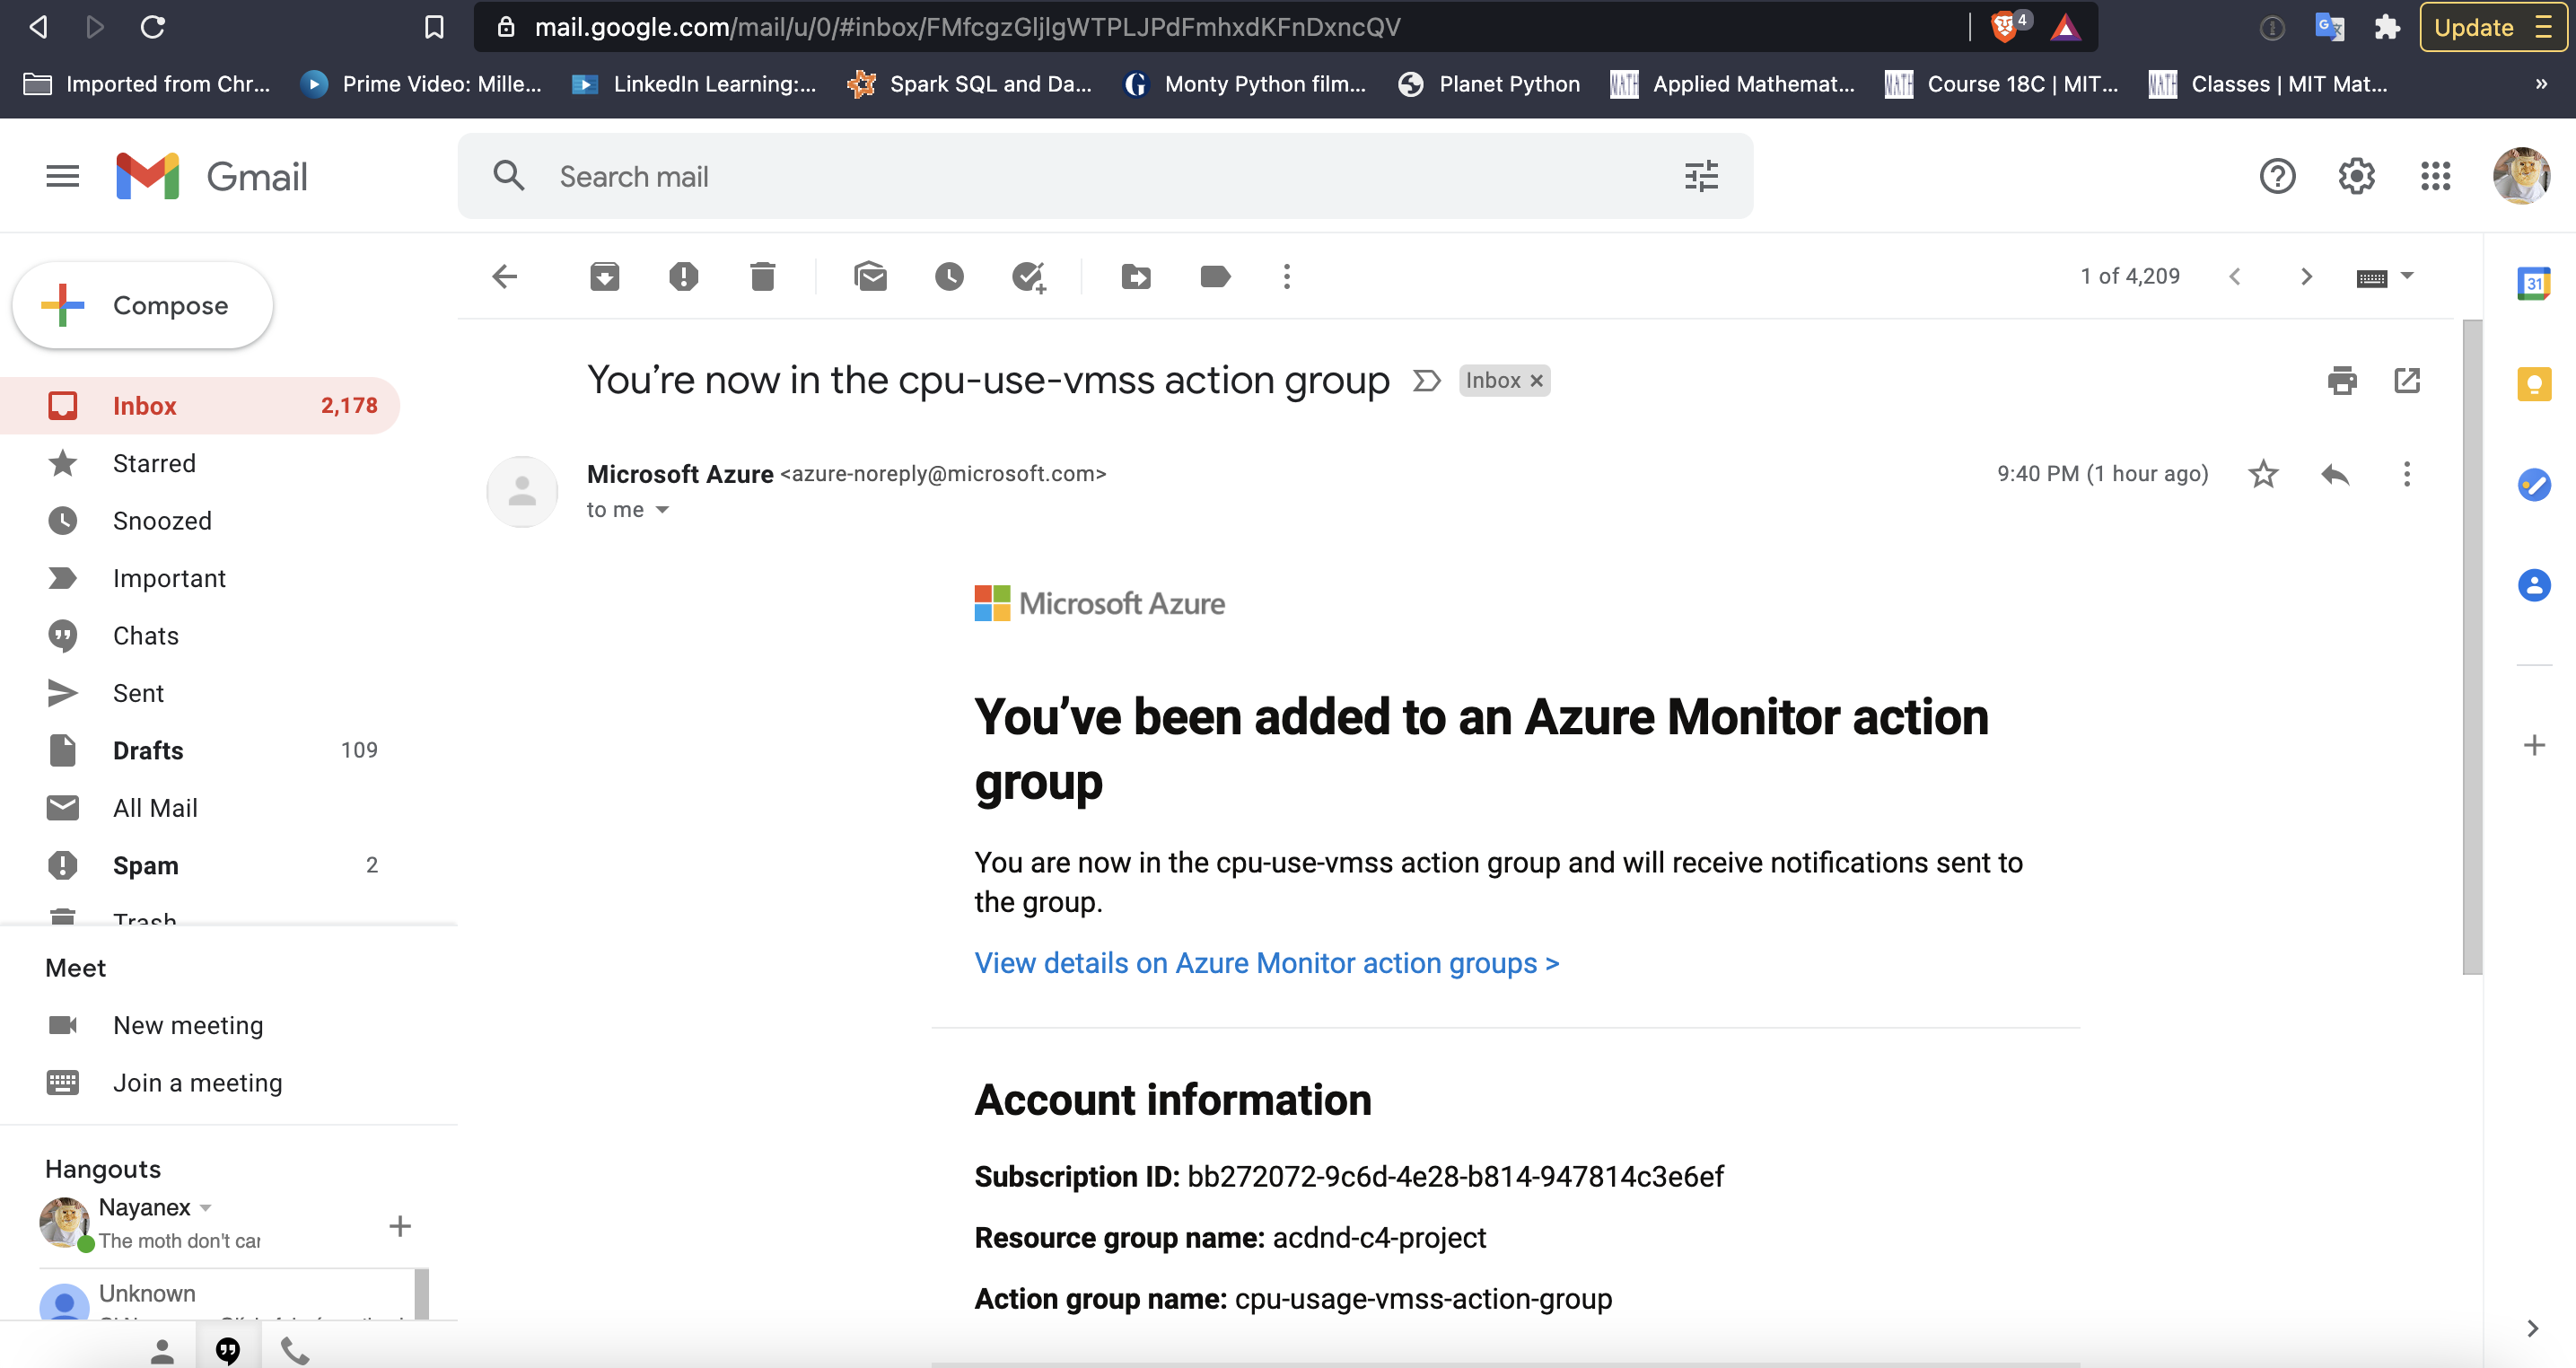 mail.google.com/mail/u/0/#inbox/FMfcgzGljlgWTPLJPdFmhxdKFnDxncQV
4
Update
Imported from Chr...
Prime Video: Mille...
LinkedIn Learning:...
Spark SQL and Da...
Monty Python film...
Planet Python
Applied Mathemat...
Course 18C | MIT...
Classes | MIT Mat...
»
Gmail
Search mail
Compose
1 of 4,209
31
Inbox 2,178
Starred
Snoozed
Important
Chats
Sent
Drafts 109
All Mail
Spam 2
Trash
Meet
New meeting
Join a meeting
Hangouts
Nayanex
The moth don't car
Unknown
You’re now in the cpu-use-vmss action group
Inbox ×
Microsoft Azure <azure-noreply@microsoft.com>
9:40 PM (1 hour ago)
to me
Microsoft Azure
You’ve been added to an Azure Monitor action
group
You are now in the cpu-use-vmss action group and will receive notifications sent to
the group.
View details on Azure Monitor action groups >
Account information
Subscription ID: bb272072-9c6d-4e28-b814-947814c3e6ef
Resource group name: acdnd-c4-project
Action group name: cpu-usage-vmss-action-group